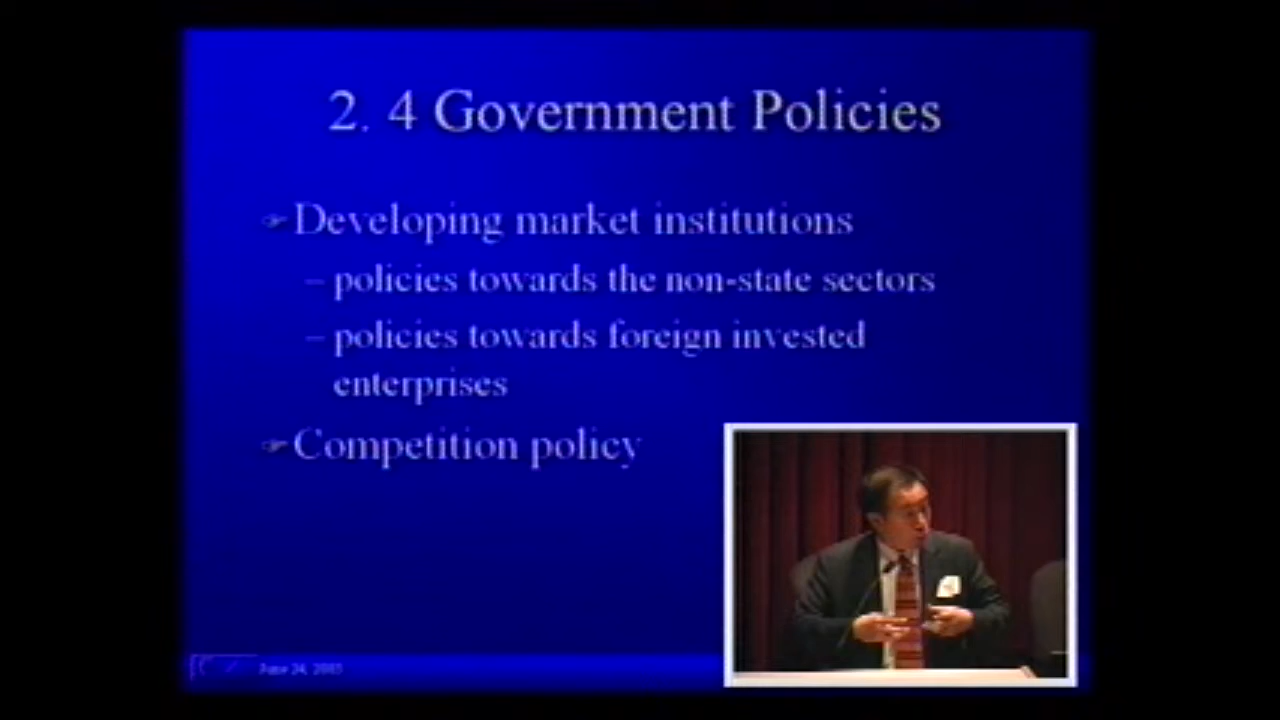 2. 4 Government Policies
☞ Developing market institutions
– policies towards the non-state sectors
– policies towards foreign invested
enterprises
☞ Competition policy
June 24, 2003